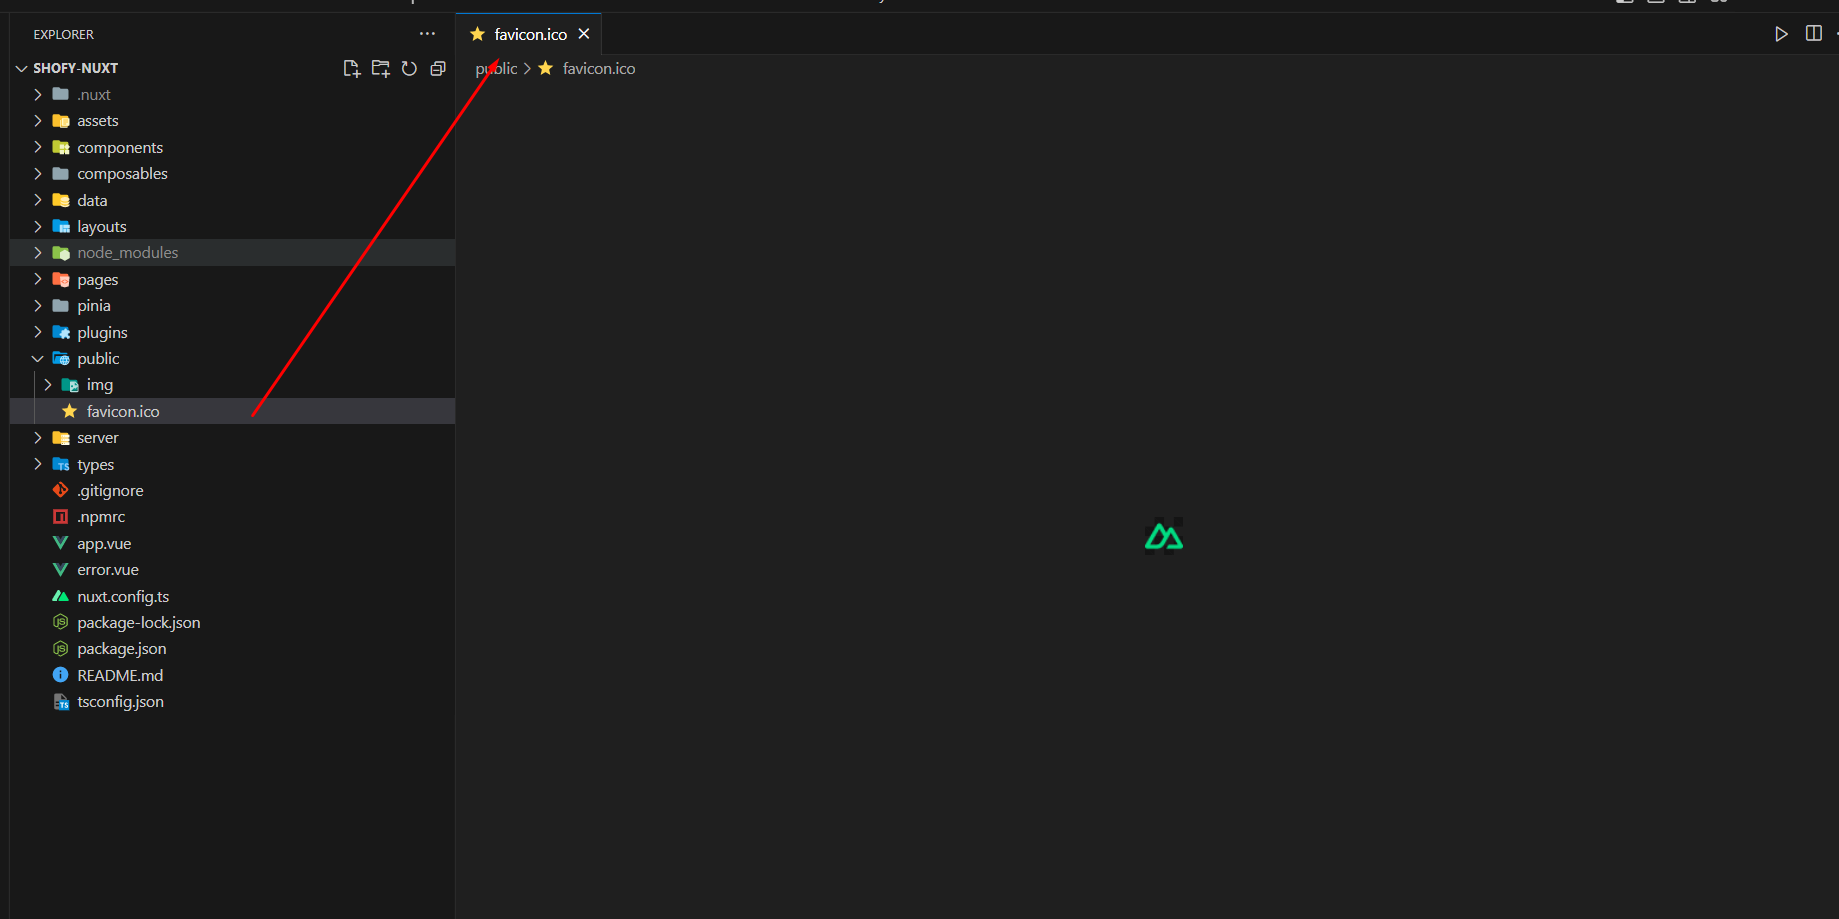 EXPLORER
SHOFY-NUXT
.nuxt
assets
components
composables
data
layouts
node_modules
pages
pinia
plugins
public
img
favicon.ico
server
types
.gitignore
.npmrc
app.vue
error.vue
nuxt.config.ts
package-lock.json
package.json
README.md
tsconfig.json
favicon.ico
public > favicon.ico